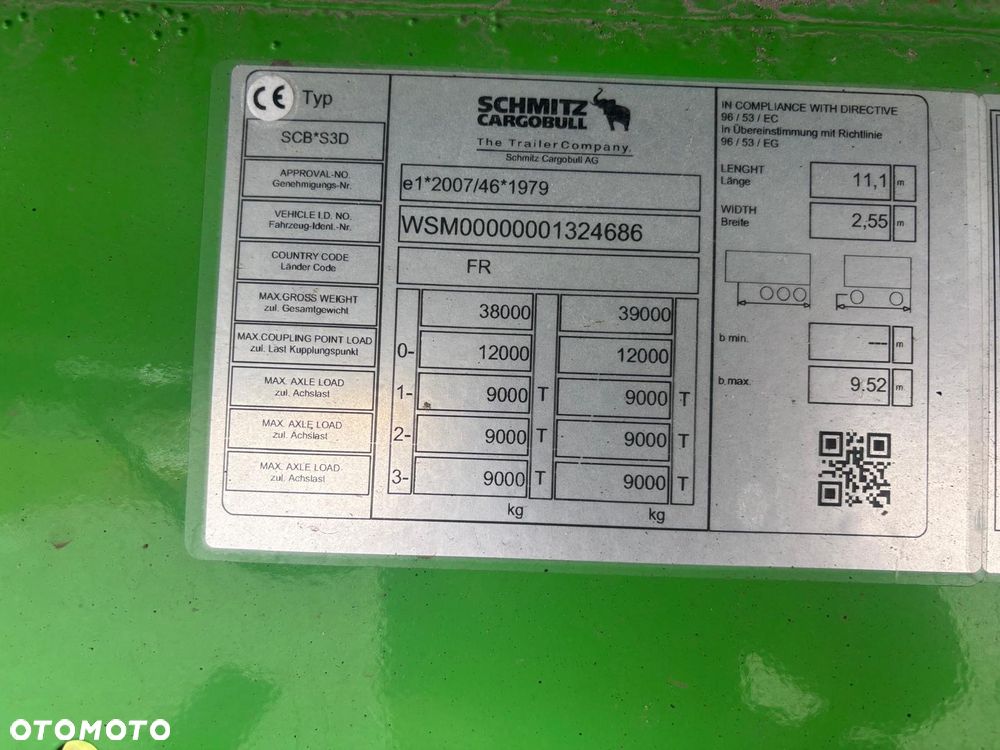 CE Typ
SCB*S3D
APPROVAL-NO.
Genehmigungs-Nr.
VEHICLE I.D. NO.
Fahrzeug-Identl.-Nr.
COUNTRY CODE
Länder Code
MAX.GROSS WEIGHT
zul. Gesamtgewicht
MAX.COUPLING POINT LOAD
zul. Last Kupplungspunkt
MAX. AXLE LOAD
zul. Achslast
MAX. AXLE LOAD
zul. Achslast
MAX. AXLE LOAD
zul. Achslast
SCHMITZ
CARGOBULL
The TrailerCompany.
Schmitz Cargobull AG
e1*2007/46*1979
WSM00000001324686
FR
38000 39000
0- 12000 12000
1- 9000 T 9000 T
2- 9000 T 9000 T
3- 9000 T 9000 T
kg kg
IN COMPLIANCE WITH DIRECTIVE
96 / 53 / EC
in Übereinstimmung mit Richtlinie
96 / 53 / EG
LENGHT
Länge
11,1 m
WIDTH
Breite
2,55 m
b min. --- m
b. max. 9.52 m
OTOMOTO